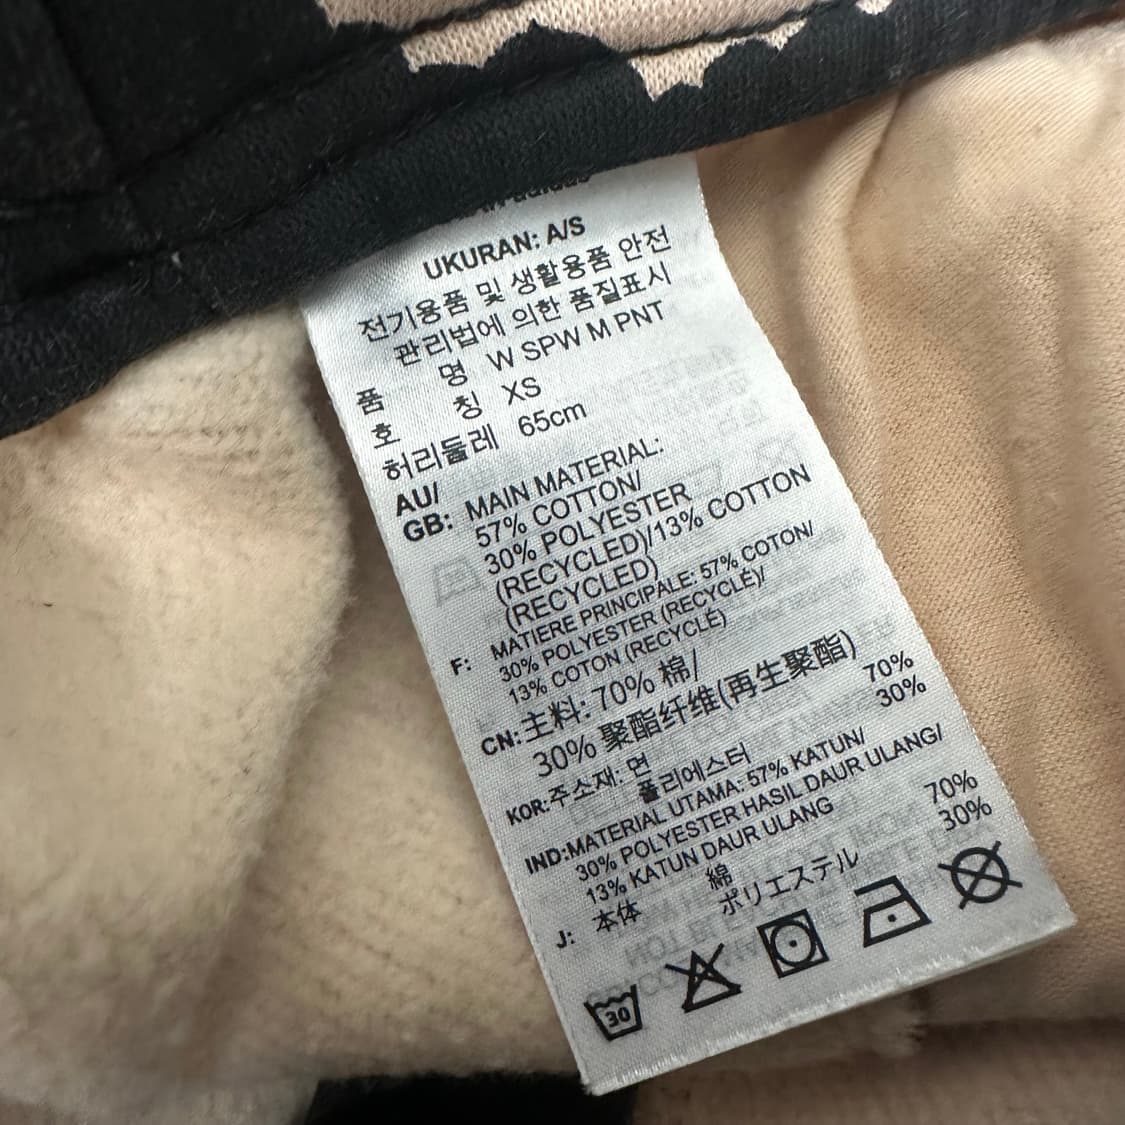 UKURAN: A/S
전기용품 및 생활용품 안전
관리법에 의한 품질표시
품 명 W SPW M PNT
호 칭 XS
허리둘레 65cm
AU/
GB: MAIN MATERIAL:
57% COTTON/
30% POLYESTER
(RECYCLED)/13% COTTON
(RECYCLED)
F: MATIERE PRINCIPALE: 57% COTON/
30% POLYESTER (RECYCLÉ)/
13% COTON (RECYCLÉ)
CN: 主料: 70% 棉/
30% 聚酯纤维(再生聚酯)
KOR: 주소재: 면 70%
폴리에스터 30%
IND: MATERIAL UTAMA: 57% KATUN/
30% POLYESTER HASIL DAUR ULANG/
13% KATUN DAUR ULANG
J: 本体 綿 70%
ポリエステル 30%
30